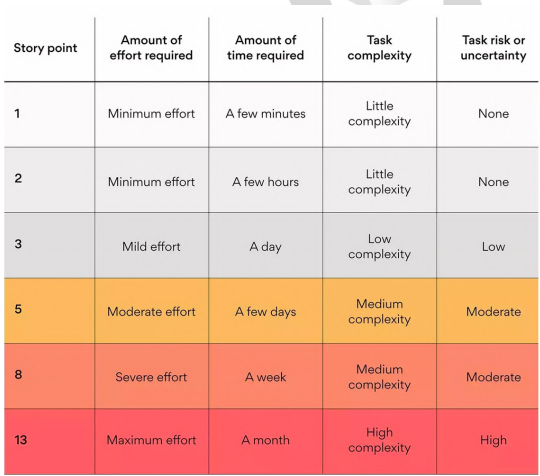 Story point
Amount of
effort required
Amount of
time required
Task
complexity
Task risk or
uncertainty
1
Minimum effort
A few minutes
Little
complexity
None
2
Minimum effort
A few hours
Little
complexity
None
3
Mild effort
A day
Low
complexity
Low
5
Moderate effort
A few days
Medium
complexity
Moderate
8
Severe effort
A week
Medium
complexity
Moderate
13
Maximum effort
A month
High
complexity
High